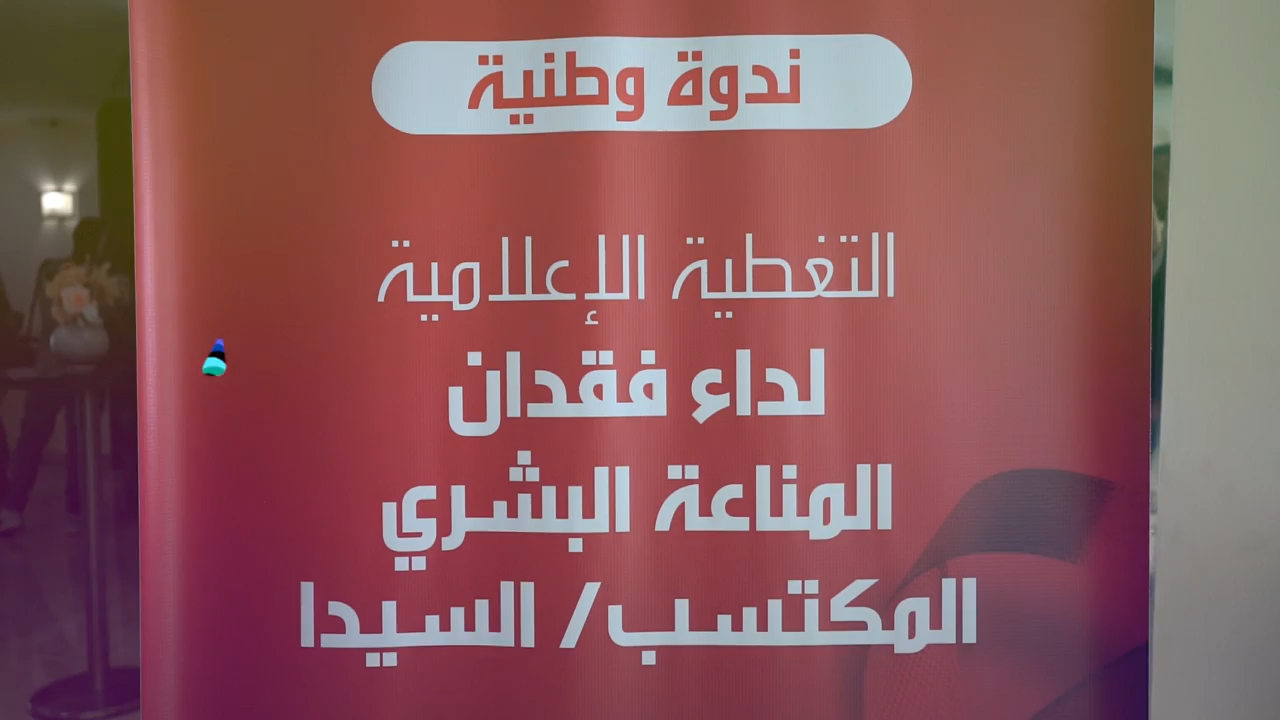 ندوة وطنية
التغطية الإعلامية
لداء فقدان
المناعة البشري
المكتسب/ السيدا